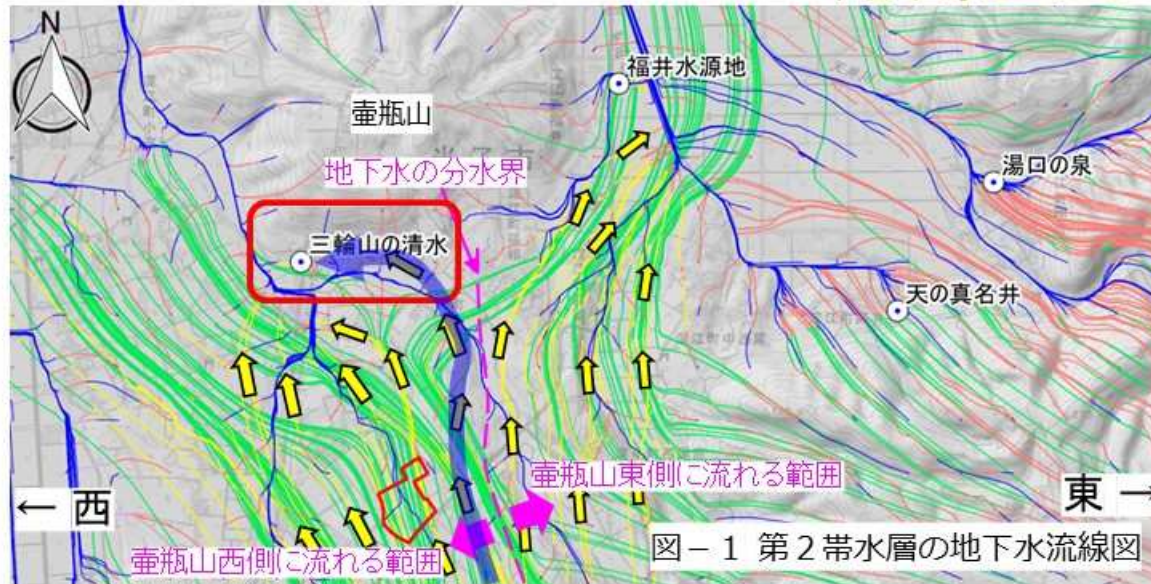 N
福井水源地
壷瓶山
地下水の分水界
湯口の泉
三輪山の清水
天の真名井
壷瓶山東側に流れる範囲
← 西
東 →
壷瓶山西側に流れる範囲
図－1 第2帯水層の地下水流線図